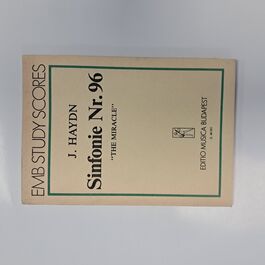 EMB STUDY SCORES
J. HAYDN
Sinfonie Nr. 96
"THE MIRACLE"
EDITIO MUSICA BUDAPEST